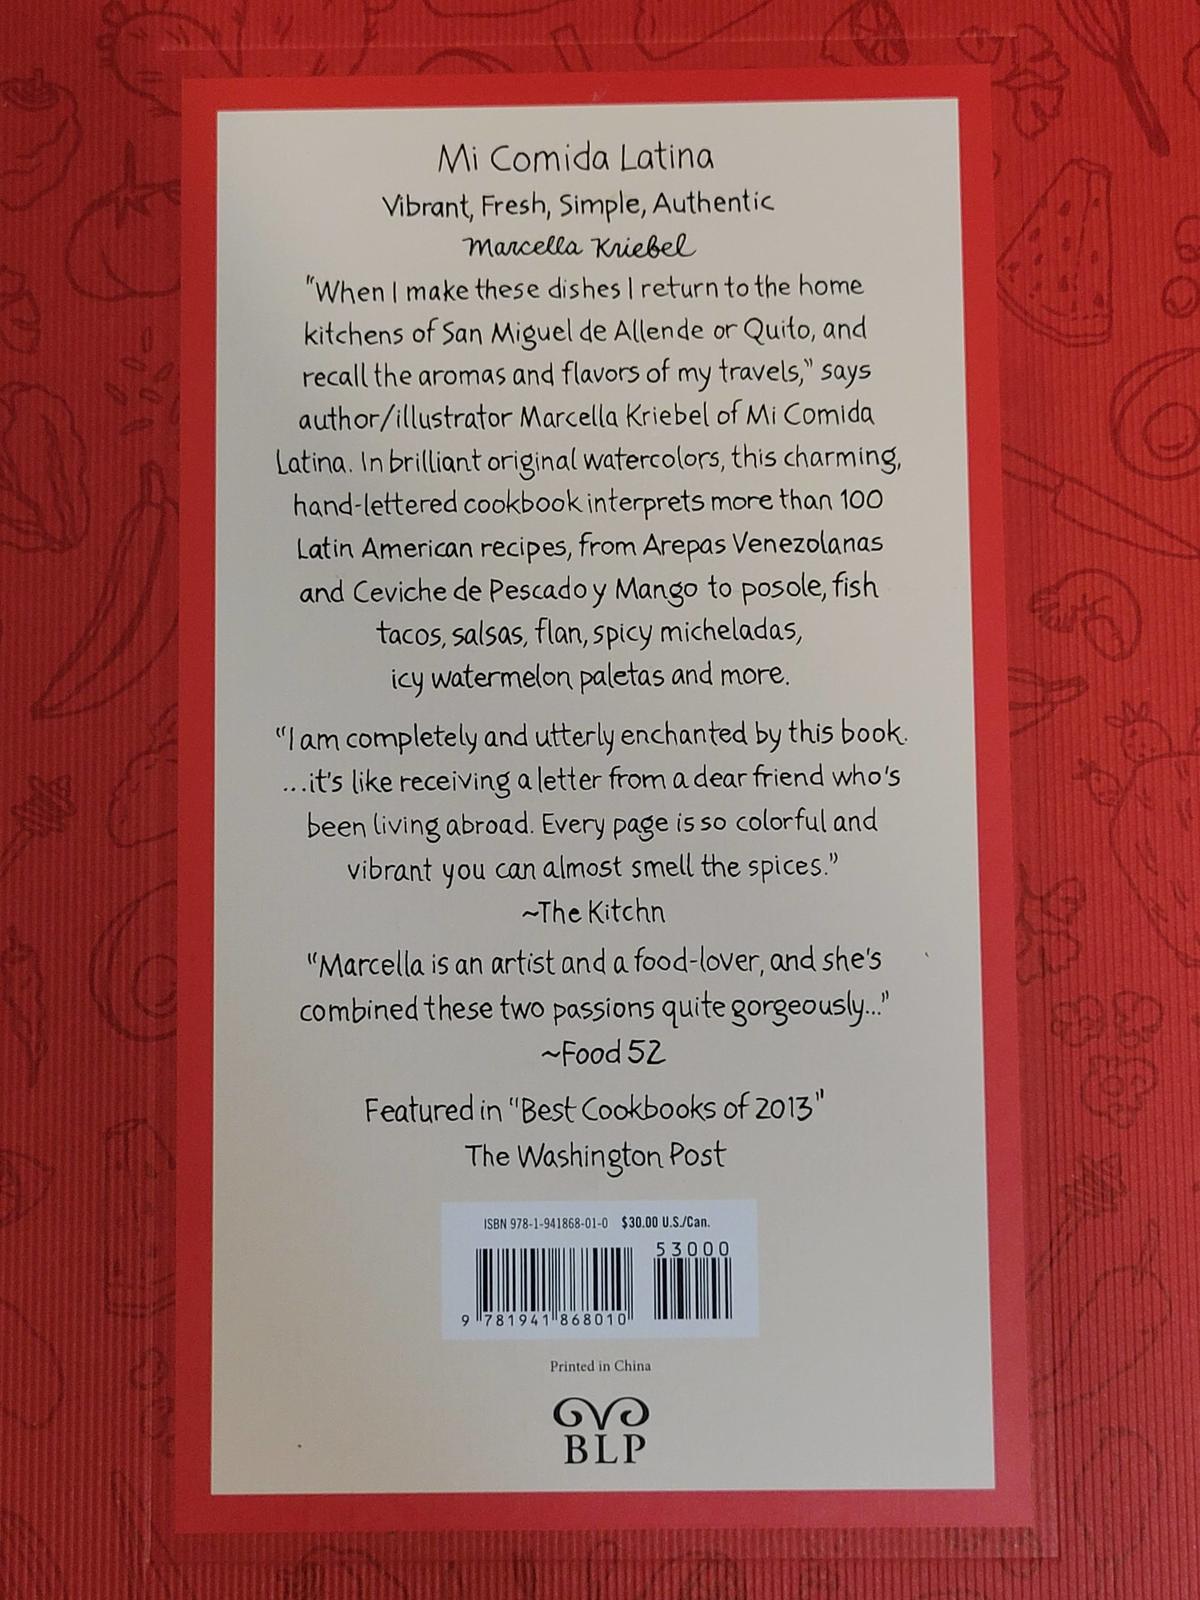 Mi Comida Latina
Vibrant, Fresh, Simple, Authentic
Marcella Kriebel
"When I make these dishes I return to the home
kitchens of San Miguel de Allende or Quito, and
recall the aromas and flavors of my travels," says
author/illustrator Marcella Kriebel of Mi Comida
Latina. In brilliant original watercolors, this charming,
hand-lettered cookbook interprets more than 100
Latin American recipes, from Arepas Venezolanas
and Ceviche de Pescado y Mango to posole, fish
tacos, salsas, flan, spicy micheladas,
icy watermelon paletas and more.
"I am completely and utterly enchanted by this book.
...it's like receiving a letter from a dear friend who's
been living abroad. Every page is so colorful and
vibrant you can almost smell the spices."
~The Kitchn
"Marcella is an artist and a food-lover, and she's
combined these two passions quite gorgeously..."
~Food 52
Featured in "Best Cookbooks of 2013"
The Washington Post
ISBN 978-1-941868-01-0 $30.00 U.S./Can.
53000
9 781941 868010
Printed in China
BLP